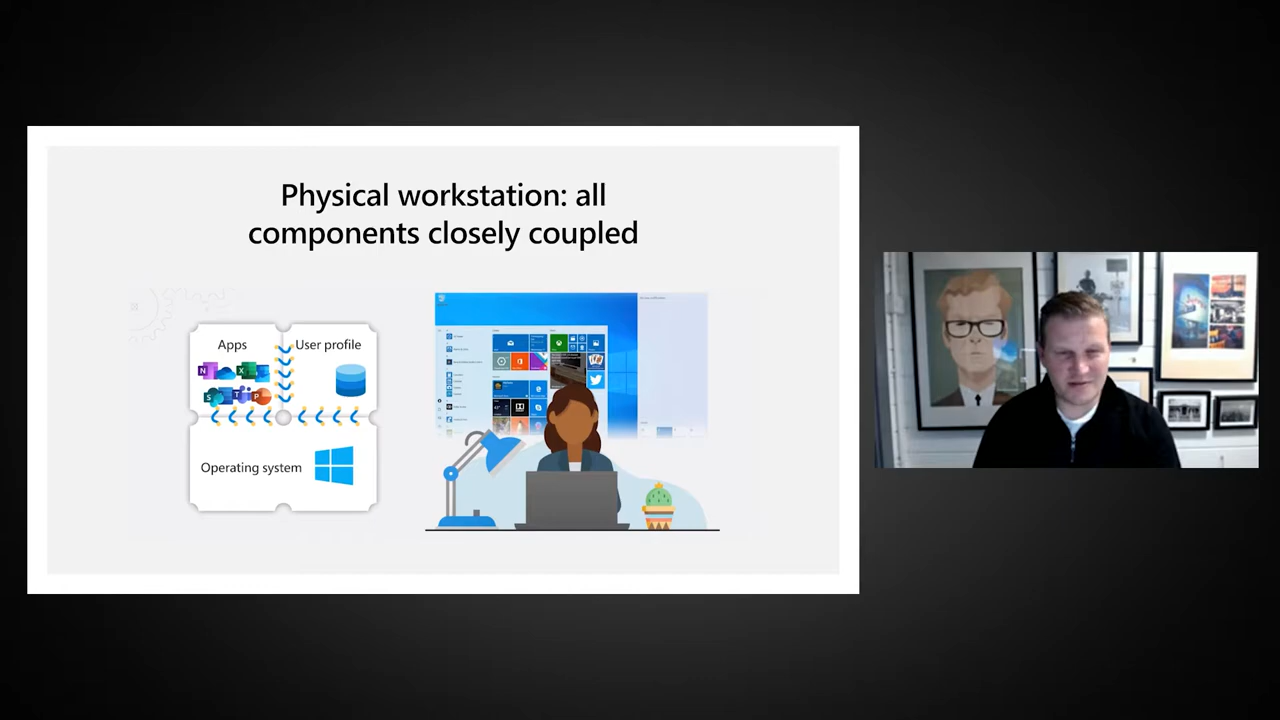 Physical workstation: all
components closely coupled
Apps
User profile
N
X
S
T
P
Operating system